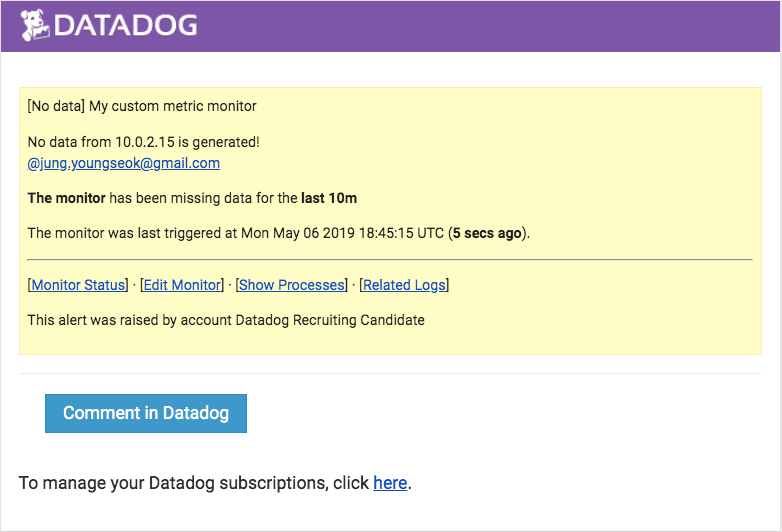 DATADOG
[No data] My custom metric monitor
No data from 10.0.2.15 is generated!
@jung.youngseok@gmail.com
The monitor has been missing data for the last 10m
The monitor was last triggered at Mon May 06 2019 18:45:15 UTC (5 secs ago).
[Monitor Status] · [Edit Monitor] · [Show Processes] · [Related Logs]
This alert was raised by account Datadog Recruiting Candidate
Comment in Datadog
To manage your Datadog subscriptions, click here.